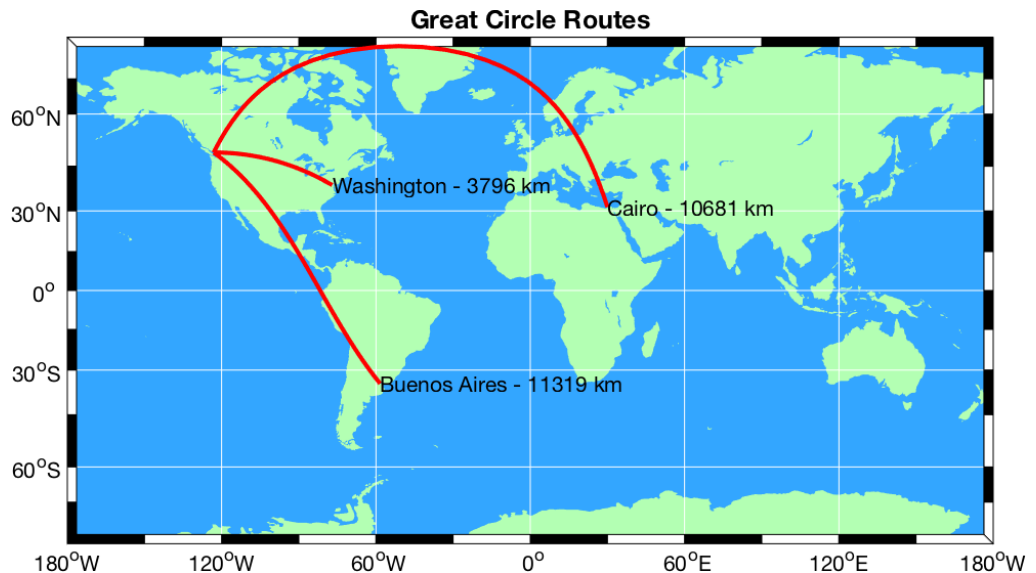 Great Circle Routes
60°N
Washington - 3796 km
30°N
Cairo - 10681 km
0°
30°S
Buenos Aires - 11319 km
60°S
180°W
120°W
60°W
0°
60°E
120°E
180°W